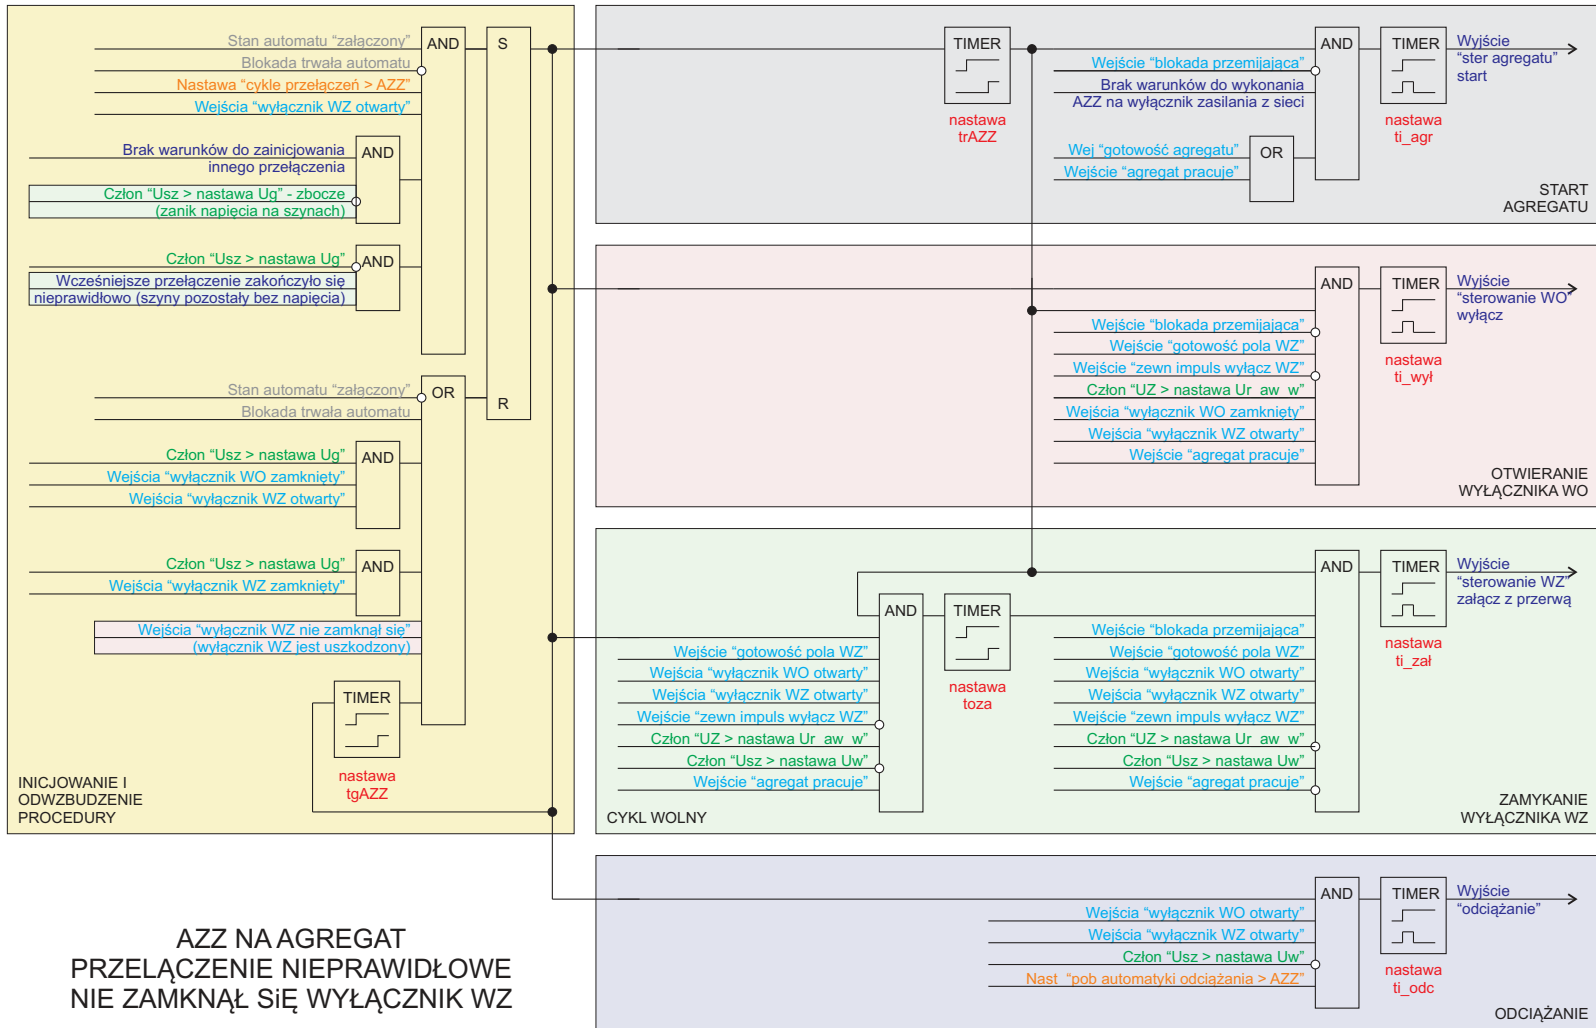 Stan automatu “załączony”
Blokada trwała automatu
Nastawa “cykle przełączeń > AZZ”
Wejścia “wyłącznik WZ otwarty”
AND
S
Brak warunków do zainicjowania
innego przełączenia
AND
Człon “Usz > nastawa Ug” - zbocze
(zanik napięcia na szynach)
Człon “Usz > nastawa Ug”
AND
Wcześniejsze przełączenie zakończyło się
nieprawidłowo (szyny pozostały bez napięcia)
Stan automatu “załączony”
Blokada trwała automatu
OR
R
Człon “Usz > nastawa Ug”
AND
Wejścia “wyłącznik WO zamknięty”
Wejścia “wyłącznik WZ otwarty”
Człon “Usz > nastawa Ug”
AND
Wejścia “wyłącznik WZ zamknięty"
Wejścia “wyłącznik WZ nie zamknął się”
(wyłącznik WZ jest uszkodzony)
TIMER
nastawa
tgAZZ
INICJOWANIE I
ODWZBUDZENIE
PROCEDURY
TIMER
nastawa
trAZZ
Wejście “blokada przemijająca”
Brak warunków do wykonania
AZZ na wyłącznik zasilania z sieci
Wej “gotowość agregatu”
Wejście “agregat pracuje”
OR
AND
TIMER
nastawa
ti_agr
Wyjście
“ster agregatu”
start
START
AGREGATU
AND
TIMER
nastawa
ti_wył
Wyjście
“sterowanie WO”
wyłącz
Wejście “blokada przemijająca”
Wejście “gotowość pola WZ”
Wejście “zewn impuls wyłącz WZ”
Człon “UZ > nastawa Ur aw w”
Wejścia “wyłącznik WO zamknięty”
Wejścia “wyłącznik WZ otwarty”
Wejście “agregat pracuje”
OTWIERANIE
WYŁĄCZNIKA WO
AND
TIMER
nastawa
toza
Wejście “gotowość pola WZ”
Wejścia “wyłącznik WO otwarty”
Wejścia “wyłącznik WZ otwarty”
Wejście “zewn impuls wyłącz WZ”
Człon “UZ > nastawa Ur aw w”
Człon “Usz > nastawa Uw”
Wejście “agregat pracuje”
CYKL WOLNY
AND
TIMER
nastawa
ti_zał
Wyjście
“sterowanie WZ”
załącz z przerwą
Wejście “blokada przemijająca”
Wejście “gotowość pola WZ”
Wejścia “wyłącznik WO otwarty”
Wejścia “wyłącznik WZ otwarty”
Wejście “zewn impuls wyłącz WZ”
Człon “UZ > nastawa Ur aw w”
Człon “Usz > nastawa Uw”
Wejście “agregat pracuje”
ZAMYKANIE
WYŁĄCZNIKA WZ
AND
TIMER
nastawa
ti_odc
Wyjście
“odciążanie”
Wejścia “wyłącznik WO otwarty”
Wejścia “wyłącznik WZ otwarty”
Człon “Usz > nastawa Uw”
Nast “pob automatyki odciążania > AZZ”
ODCIĄŻANIE
AZZ NA AGREGAT
PRZELĄCZENIE NIEPRAWIDŁOWE
NIE ZAMKNĄŁ SiĘ WYŁĄCZNIK WZ